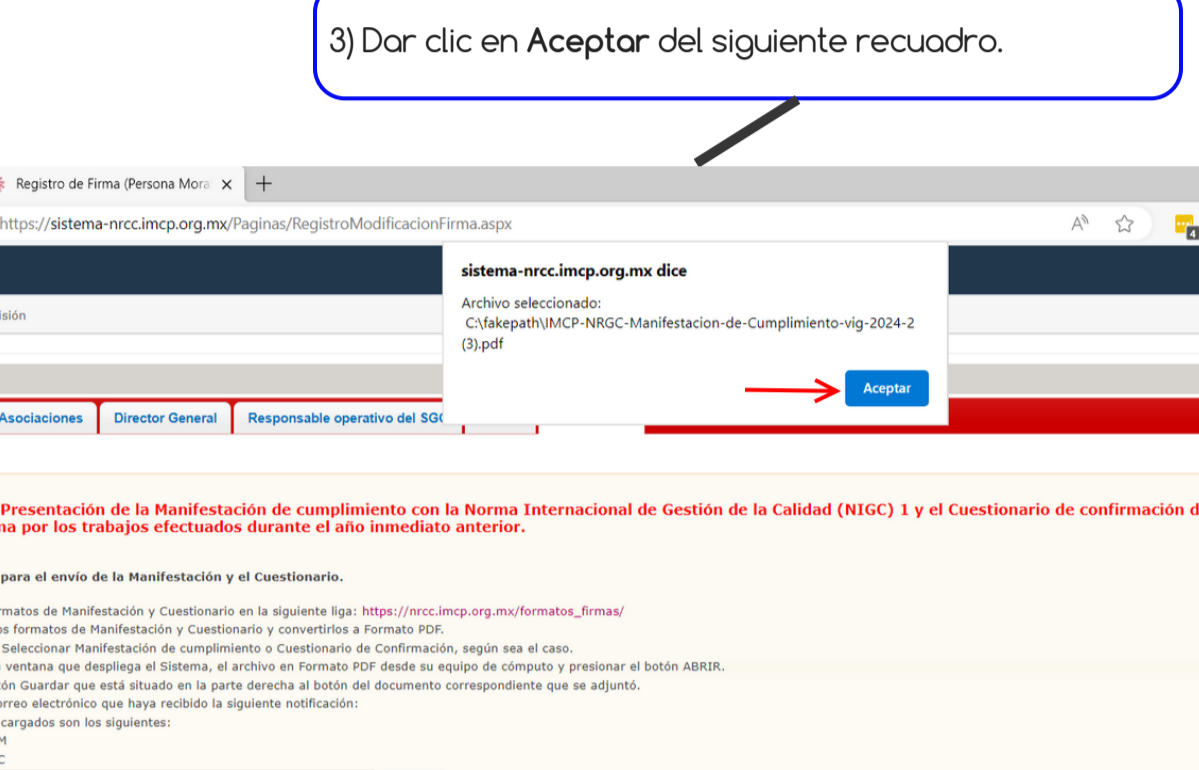 3) Dar clic en Aceptar del siguiente recuadro.
Registro de Firma (Persona Mora
https://sistema-nrcc.imcp.org.mx/Paginas/RegistroModificacionFirma.aspx
4
sistema-nrcc.imcp.org.mx dice
Archivo seleccionado:
C:\fakepath\IMCP-NRGC-Manifestacion-de-Cumplimiento-vig-2024-2
(3).pdf
Aceptar
isión
Asociaciones Director General Responsable operativo del SGC
Presentación de la Manifestación de cumplimiento con la Norma Internacional de Gestión de la Calidad (NIGC) 1 y el Cuestionario de confirmación d
na por los trabajos efectuados durante el año inmediato anterior.
para el envío de la Manifestación y el Cuestionario.
rmatos de Manifestación y Cuestionario en la siguiente liga: https://nrcc.imcp.org.mx/formatos_firmas/
os formatos de Manifestación y Cuestionario y convertirlos a Formato PDF.
Seleccionar Manifestación de cumplimiento o Cuestionario de Confirmación, según sea el caso.
ventana que despliega el Sistema, el archivo en Formato PDF desde su equipo de cómputo y presionar el botón ABRIR.
tón Guardar que está situado en la parte derecha al botón del documento correspondiente que se adjuntó.
orreo electrónico que haya recibido la siguiente notificación:
cargados son los siguientes:
M
C